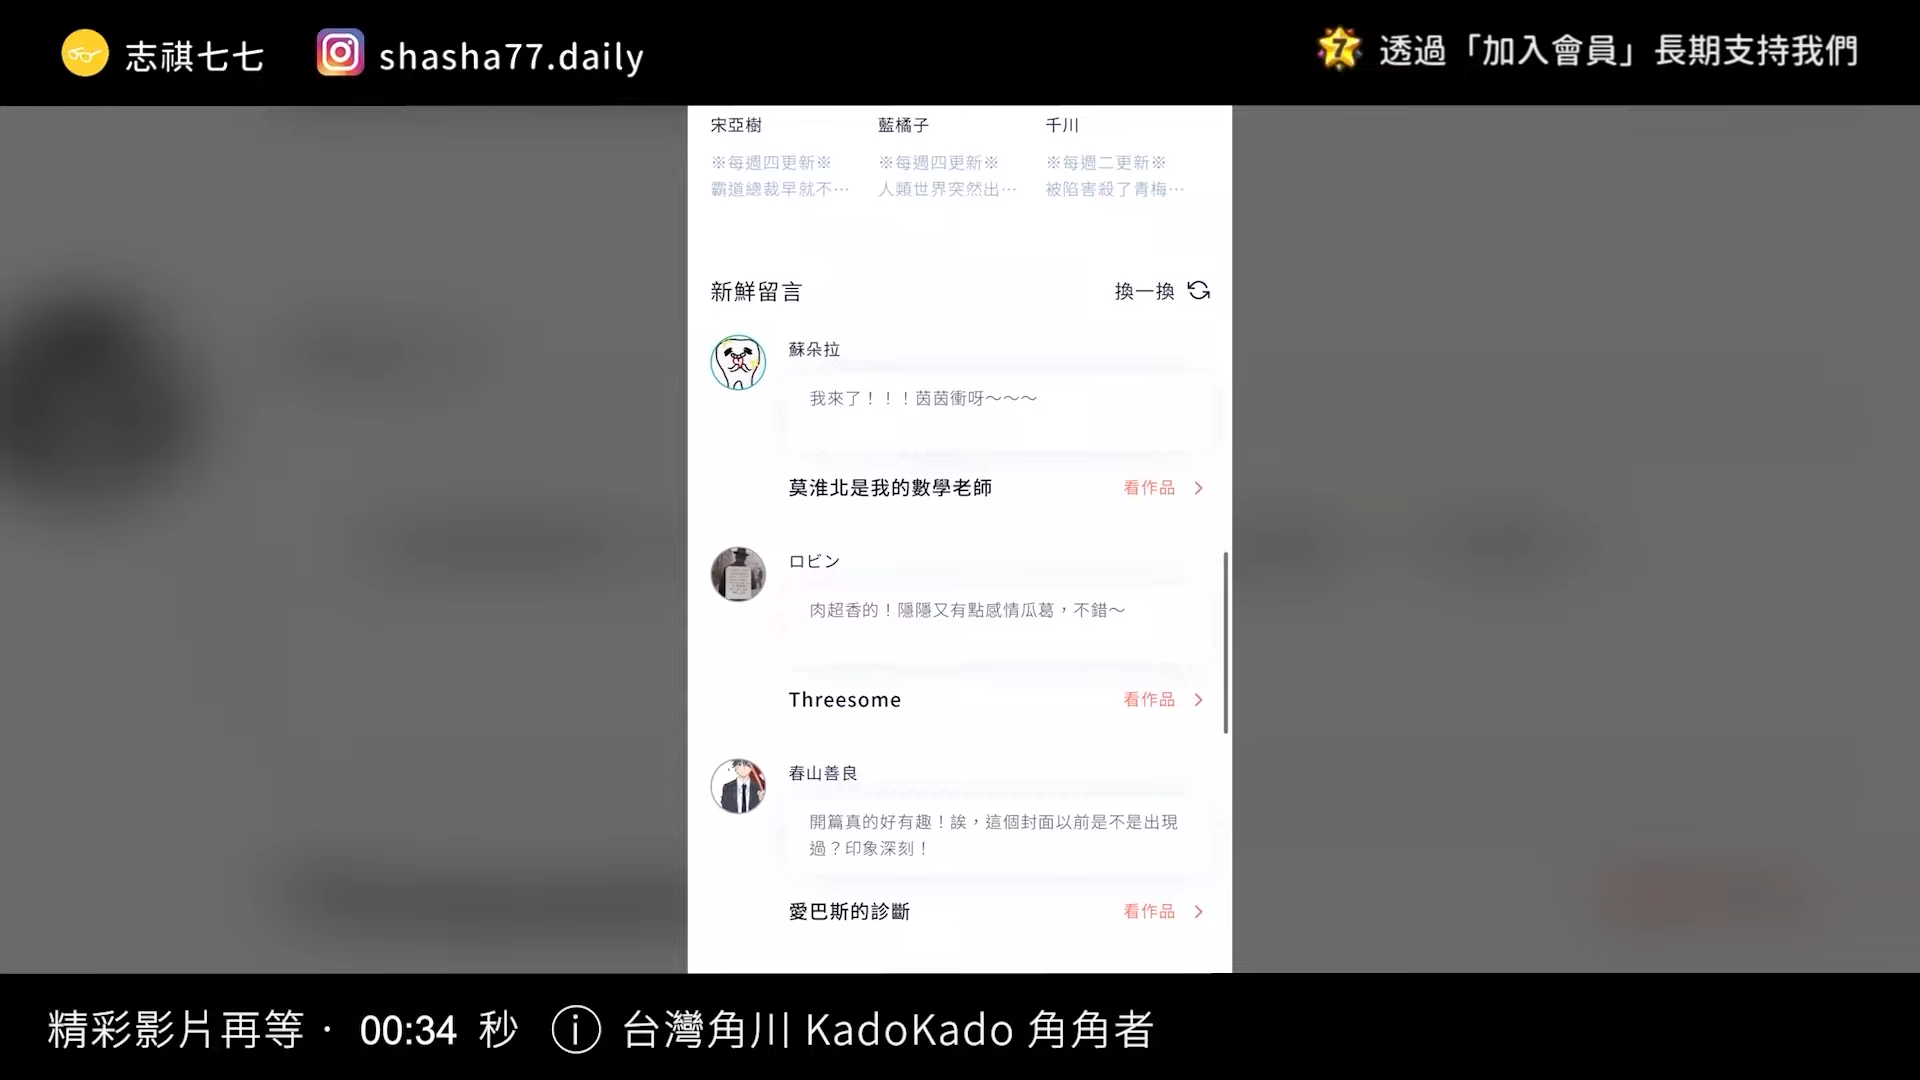 志祺七七
shasha77.daily
透過「加入會員」長期支持我們
宋亞樹
藍橘子
千川
※每週四更新※
※每週四更新※
※每週二更新※
霸道總裁早就不…
人類世界突然出…
被陷害殺了青梅…
新鮮留言
換一換
蘇朵拉
我來了！！！茵茵衝呀～～～
莫淮北是我的數學老師
看作品
ロビン
肉超香的！隱隱又有點感情瓜葛，不錯～
Threesome
看作品
春山善良
開篇真的好有趣！誒，這個封面以前是不是出現
過？印象深刻！
愛巴斯的診斷
看作品
精彩影片再等· 00:34 秒
台灣角川 KadoKado 角角者